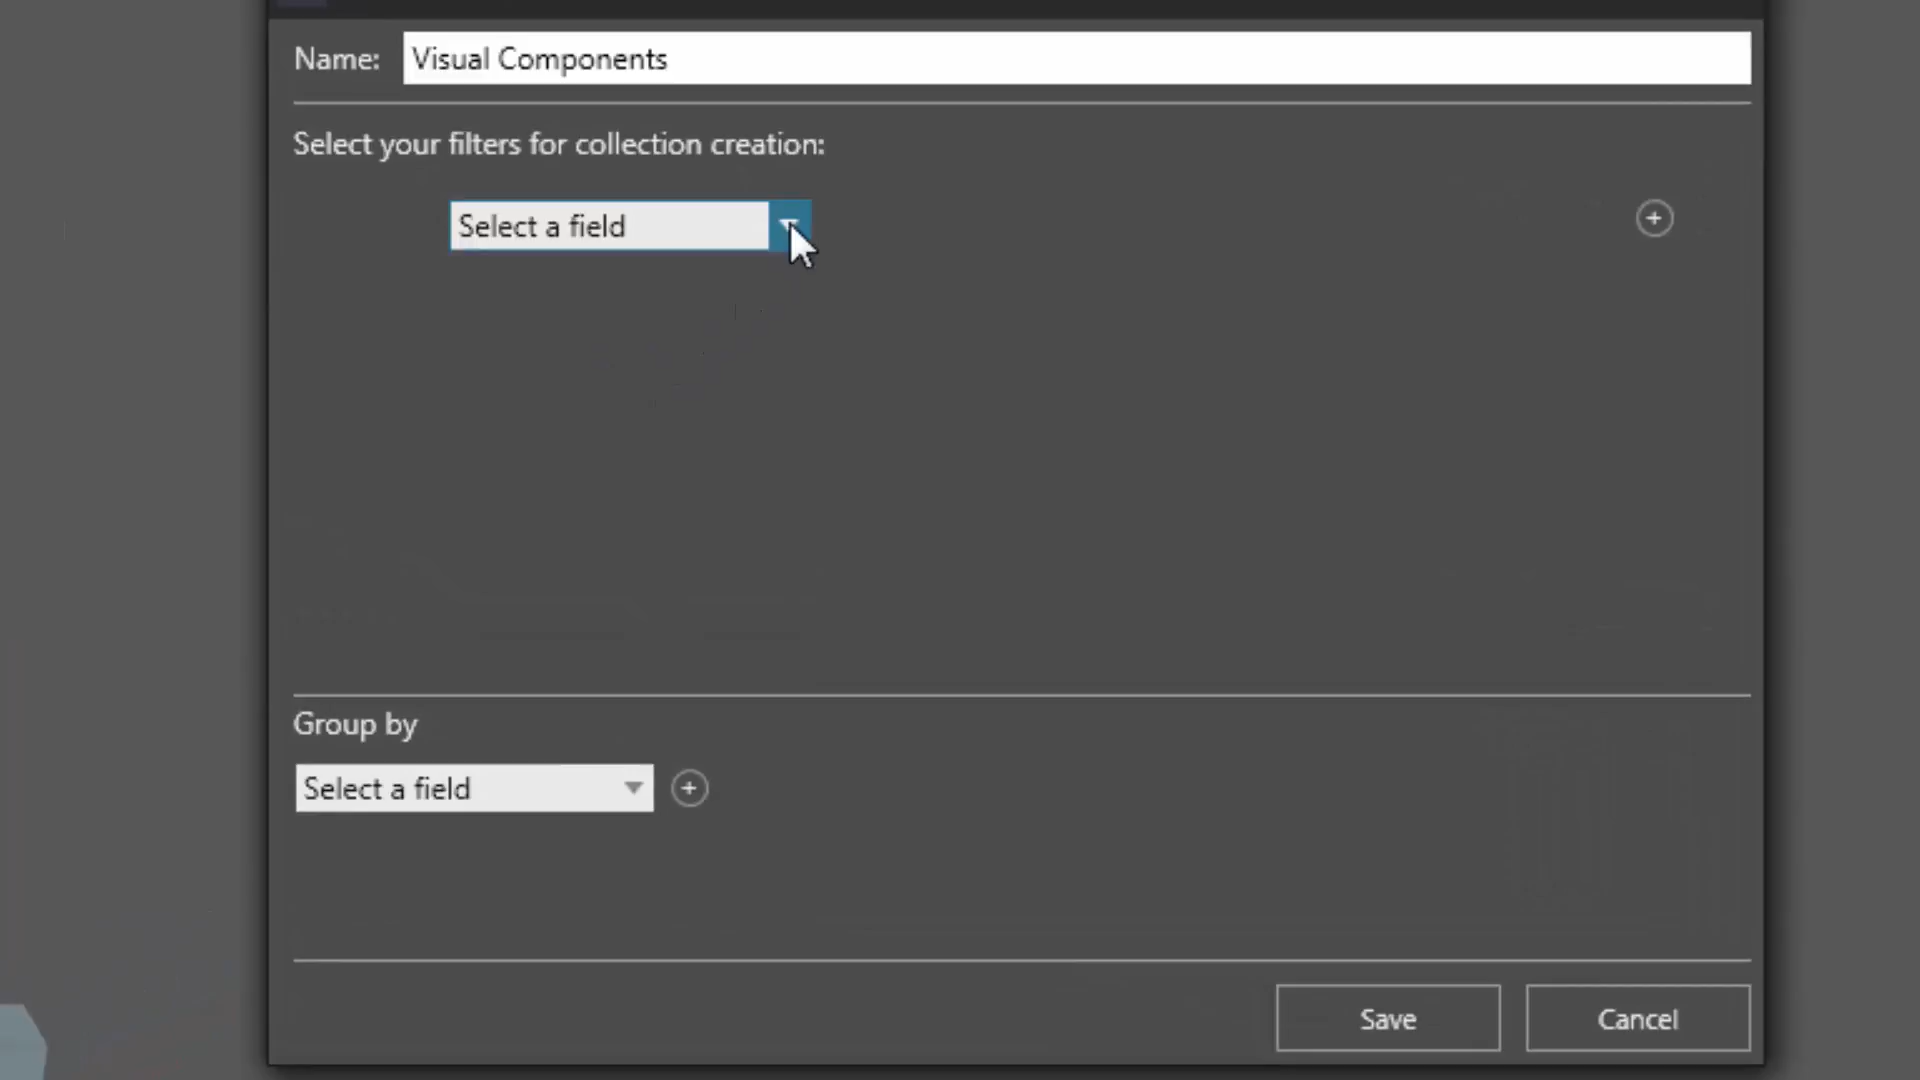 Name: Visual Components
Select your filters for collection creation:
Select a field
Group by
Select a field
Save Cancel